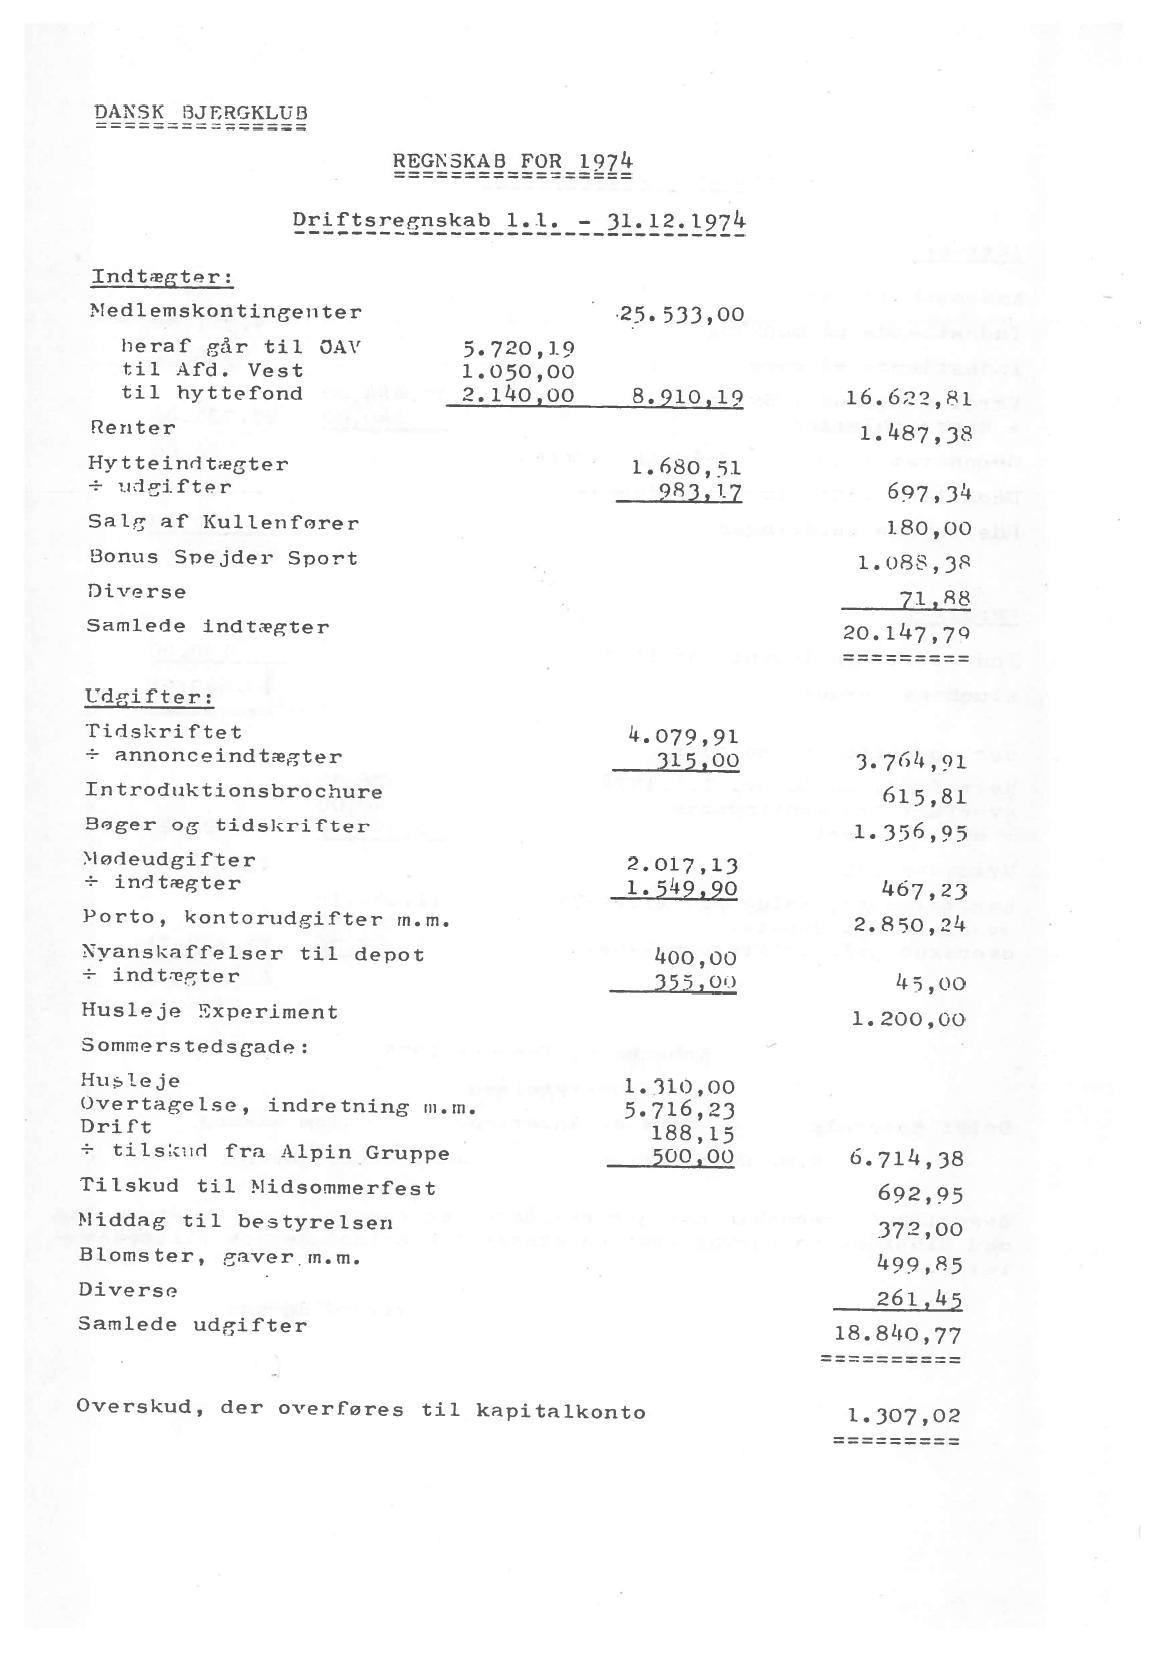 DANSK BJERGKLUB
REGNSKAB FOR 1974
Driftsregnskab 1.1. - 31.12.1974
Indtægter:
Medlemskontingenter 25.533,00
heraf går til ÖAV 5.720,19
til Afd. Vest 1.050,00
til hyttefond 2.140,00 8.910,19 16.622,81
Renter 1.487,38
Hytteindtægter 1.680,51
÷ udgifter 983,17 697,34
Salg af Kullenfører 180,00
Bonus Spejder Sport 1.088,38
Diverse 71,88
Samlede indtægter 20.147,79
Udgifter:
Tidskriftet 4.079,91
÷ annonceindtægter 315,00 3.764,91
Introduktionsbrochure 615,81
Bøger og tidskrifter 1.356,95
Mødeudgifter 2.017,13
÷ indtægter 1.549,90 467,23
Porto, kontorudgifter m.m. 2.850,24
Nyanskaffelser til depot 400,00
÷ indtægter 355,00 45,00
Husleje Experiment 1.200,00
Sommerstedsgade:
Husleje 1.310,00
Overtagelse, indretning m.m. 5.716,23
Drift 188,15
÷ tilskud fra Alpin Gruppe 500,00 6.714,38
Tilskud til Midsommerfest 692,95
Middag til bestyrelsen 372,00
Blomster, gaver m.m. 499,85
Diverse 261,45
Samlede udgifter 18.840,77
Overskud, der overføres til kapitalkonto 1.307,02